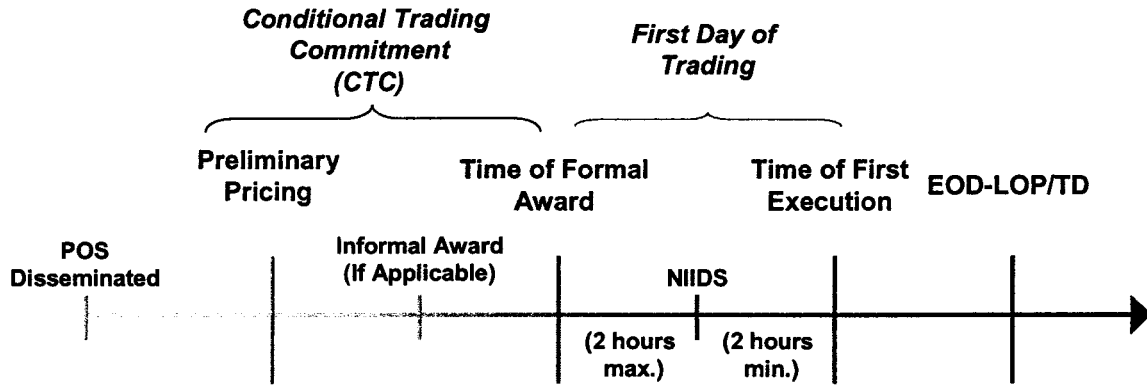 Conditional Trading
Commitment
(CTC)
First Day of
Trading
Preliminary
Pricing
Time of Formal
Award
Time of First
Execution
EOD-LOP/TD
POS
Disseminated
Informal Award
(If Applicable)
NIIDS
(2 hours
max.)
(2 hours
min.)